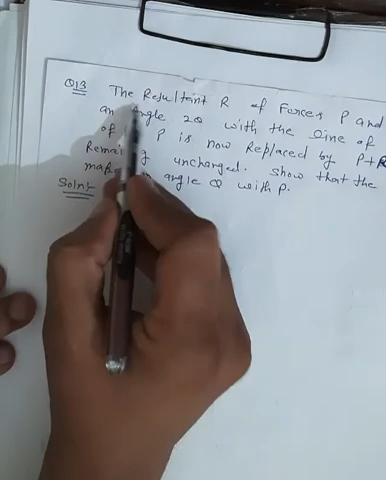 Q13 The Resultant R of Forces P and
an angle 2θ with the line of
of P is now Replaced by P+R
Remaining unchanged. Show that the
angle θ with P.
Soln:-